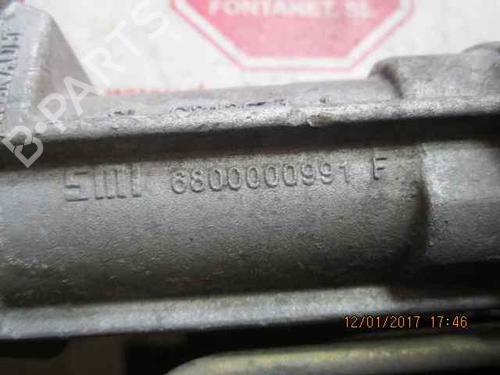 FONTANET, SL.
B-PARTS
SMI 6800000991 F
12/01/2017 17:46